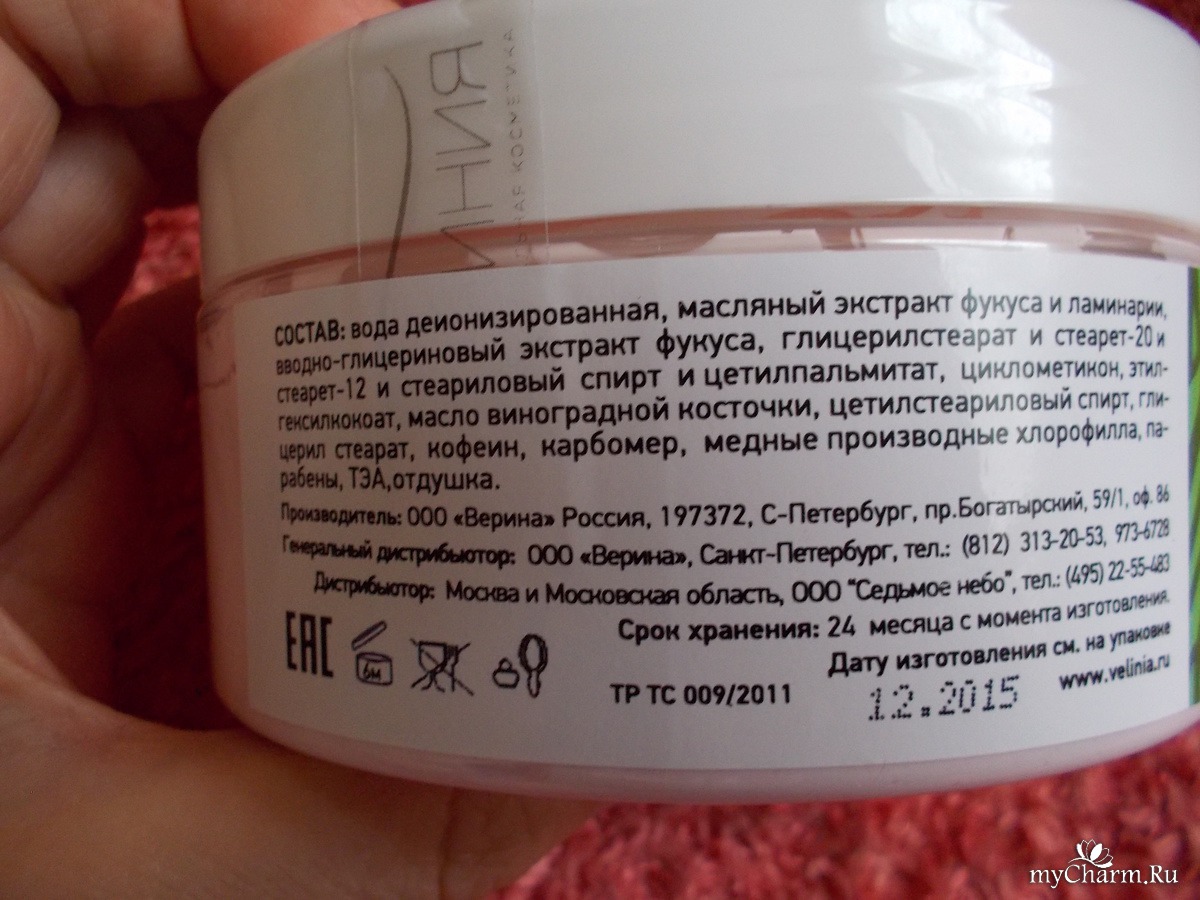 ИНИЯ
ЬНАЯ КОСМЕТИКА
СОСТАВ: вода деионизированная, масляный экстракт фукуса и ламинарии,
вводно-глицериновый экстракт фукуса, глицерилстеарат и стеарет-20 и
стеарет-12 и стеариловый спирт и цетилпальмитат, циклометикон, этил-
гексилкокоат, масло виноградной косточки, цетилстеариловый спирт, гли-
церил стеарат, кофеин, карбомер, медные производные хлорофилла, па-
рабены, ТЭА,отдушка.
Производитель: ООО «Верина» Россия, 197372, С-Петербург, пр.Богатырский, 59/1, оф. 86
Генеральный дистрибьютор: ООО «Верина», Санкт-Петербург, тел.: (812) 313-20-53, 973-6728
Дистрибьютор: Москва и Московская область, ООО "Седьмое небо", тел.: (495) 22-55-483
Срок хранения: 24 месяца с момента изготовления.
Дату изготовления см. на упаковке
EAC
6м
ТР ТС 009/2011
12.2015
www.velinia.ru
myCharm.Ru